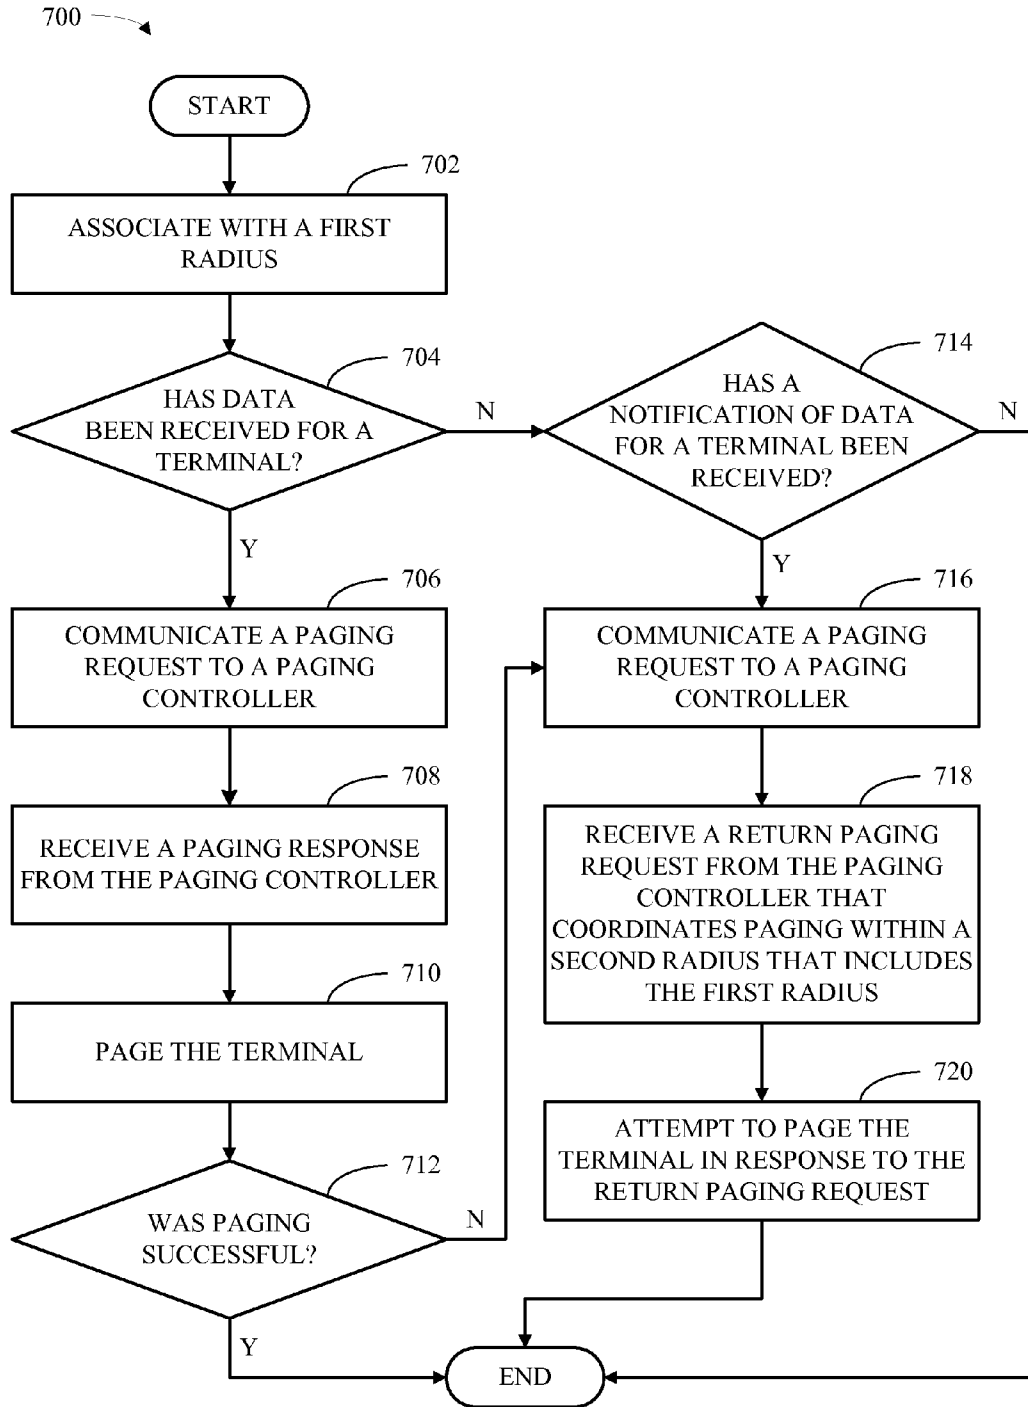 700
START
702
ASSOCIATE WITH A FIRST
RADIUS
704
HAS DATA
BEEN RECEIVED FOR A
TERMINAL?
N
Y
706
COMMUNICATE A PAGING
REQUEST TO A PAGING
CONTROLLER
708
RECEIVE A PAGING RESPONSE
FROM THE PAGING CONTROLLER
710
PAGE THE TERMINAL
712
WAS PAGING
SUCCESSFUL?
N
Y
714
HAS A
NOTIFICATION OF DATA
FOR A TERMINAL BEEN
RECEIVED?
N
Y
716
COMMUNICATE A PAGING
REQUEST TO A PAGING
CONTROLLER
718
RECEIVE A RETURN PAGING
REQUEST FROM THE PAGING
CONTROLLER THAT
COORDINATES PAGING WITHIN A
SECOND RADIUS THAT INCLUDES
THE FIRST RADIUS
720
ATTEMPT TO PAGE THE
TERMINAL IN RESPONSE TO THE
RETURN PAGING REQUEST
END